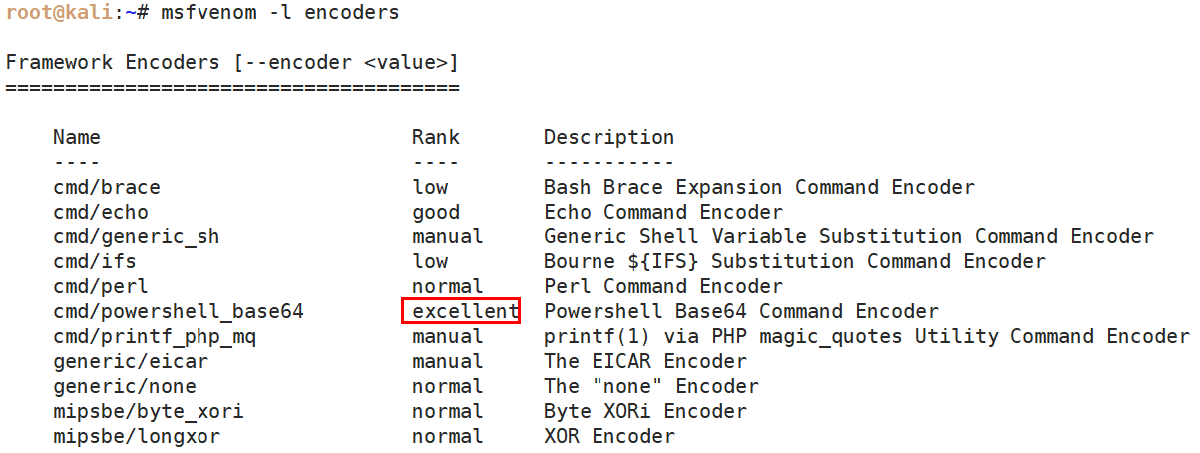 root@kali:~# msfvenom -l encoders
Framework Encoders [--encoder <value>]
======================================
Name Rank Description
---- ---- -----------
cmd/brace low Bash Brace Expansion Command Encoder
cmd/echo good Echo Command Encoder
cmd/generic_sh manual Generic Shell Variable Substitution Command Encoder
cmd/ifs low Bourne ${IFS} Substitution Command Encoder
cmd/perl normal Perl Command Encoder
cmd/powershell_base64 excellent Powershell Base64 Command Encoder
cmd/printf_php_mq manual printf(1) via PHP magic_quotes Utility Command Encoder
generic/eicar manual The EICAR Encoder
generic/none normal The "none" Encoder
mipsbe/byte_xori normal Byte XORi Encoder
mipsbe/longxor normal XOR Encoder